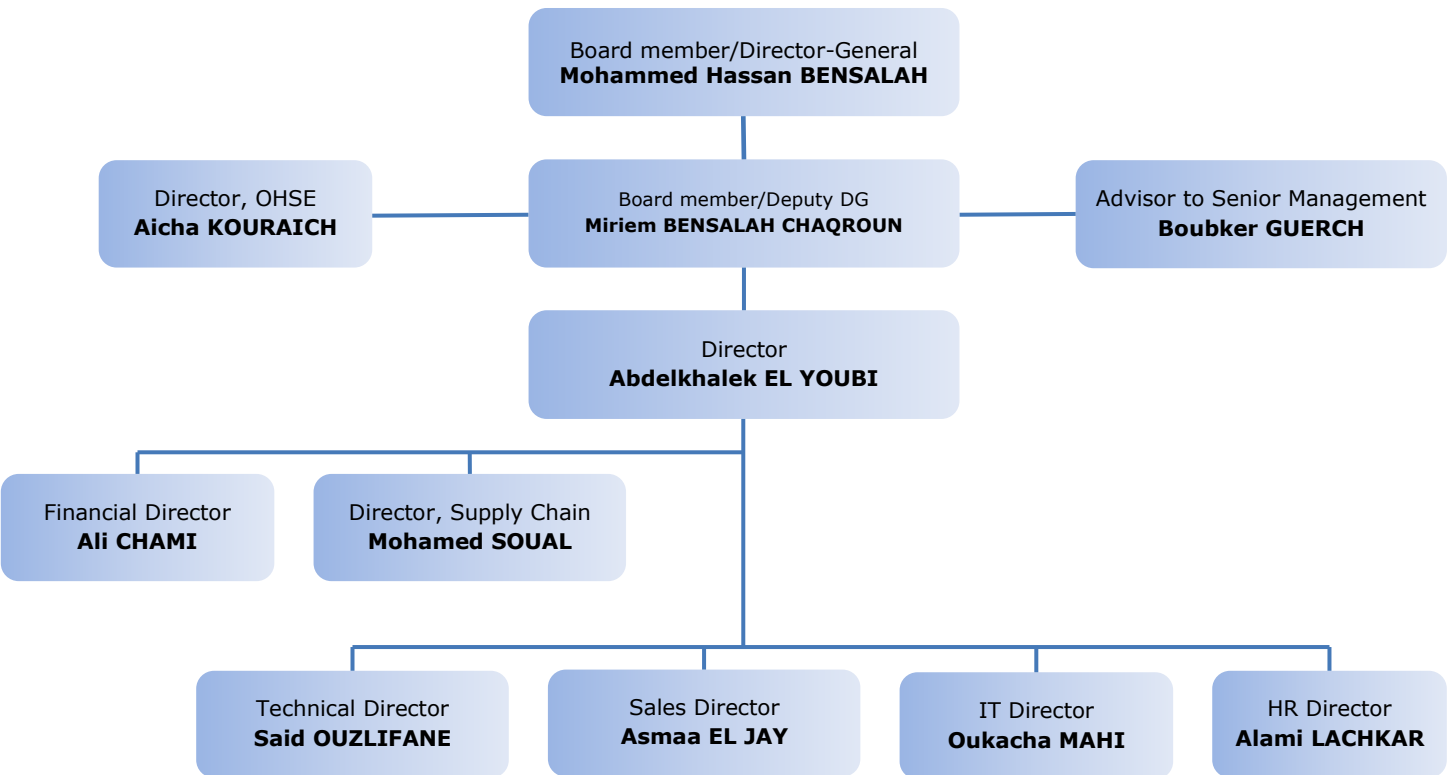 Board member/Director-General
Mohammed Hassan BENSALAH
Director, OHSE
Aicha KOURAICH
Board member/Deputy DG
Miriem BENSALAH CHAQROUN
Advisor to Senior Management
Boubker GUERCH
Director
Abdelkhalek EL YOUBI
Financial Director
Ali CHAMI
Director, Supply Chain
Mohamed SOUAL
Technical Director
Said OUZLIFANE
Sales Director
Asmaa EL JAY
IT Director
Oukacha MAHI
HR Director
Alami LACHKAR